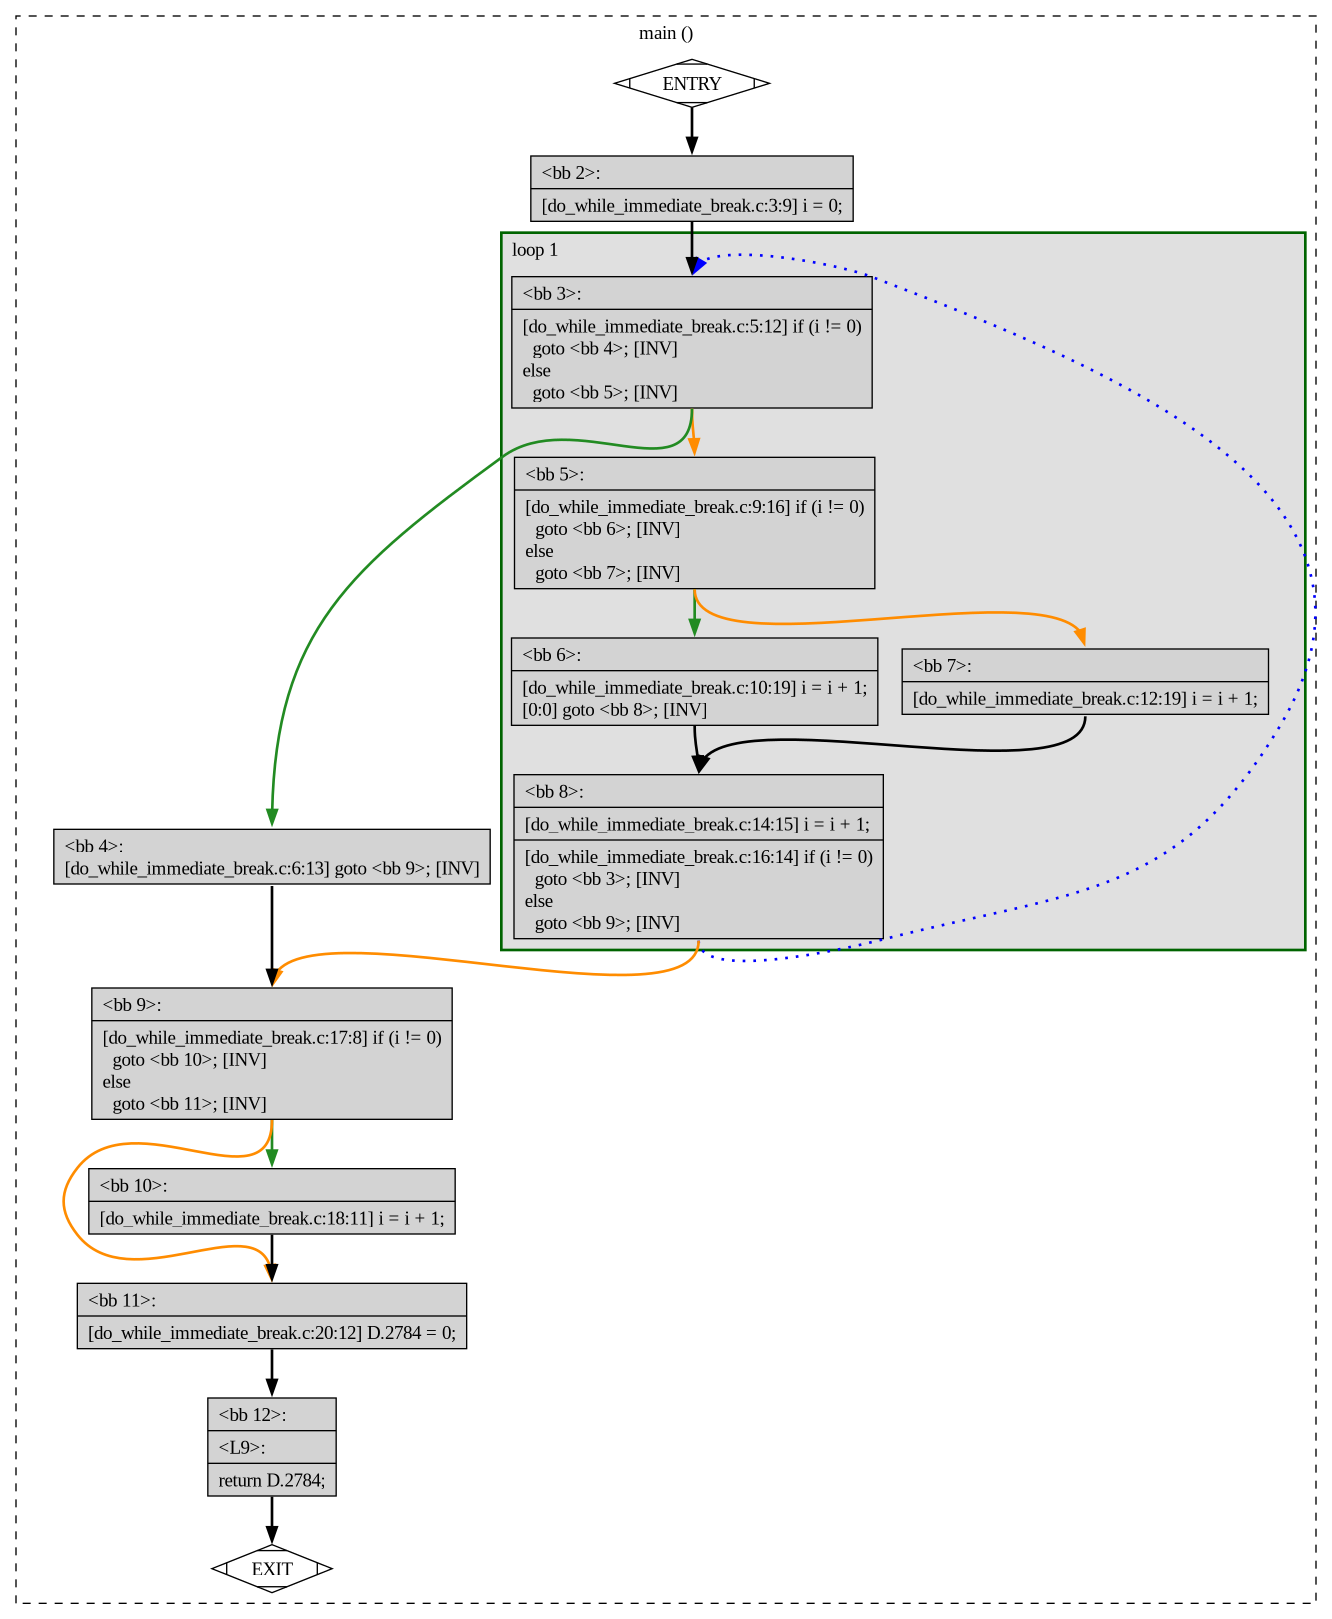 main ()
ENTRY
<bb 2>:
[do_while_immediate_break.c:3:9] i = 0;
loop 1
<bb 3>:
[do_while_immediate_break.c:5:12] if (i != 0)
goto <bb 4>; [INV]
else
goto <bb 5>; [INV]
<bb 5>:
[do_while_immediate_break.c:9:16] if (i != 0)
goto <bb 6>; [INV]
else
goto <bb 7>; [INV]
<bb 6>:
[do_while_immediate_break.c:10:19] i = i + 1;
[0:0] goto <bb 8>; [INV]
<bb 7>:
[do_while_immediate_break.c:12:19] i = i + 1;
<bb 8>:
[do_while_immediate_break.c:14:15] i = i + 1;
[do_while_immediate_break.c:16:14] if (i != 0)
goto <bb 3>; [INV]
else
goto <bb 9>; [INV]
<bb 4>:
[do_while_immediate_break.c:6:13] goto <bb 9>; [INV]
<bb 9>:
[do_while_immediate_break.c:17:8] if (i != 0)
goto <bb 10>; [INV]
else
goto <bb 11>; [INV]
<bb 10>:
[do_while_immediate_break.c:18:11] i = i + 1;
<bb 11>:
[do_while_immediate_break.c:20:12] D.2784 = 0;
<bb 12>:
<L9>:
return D.2784;
EXIT